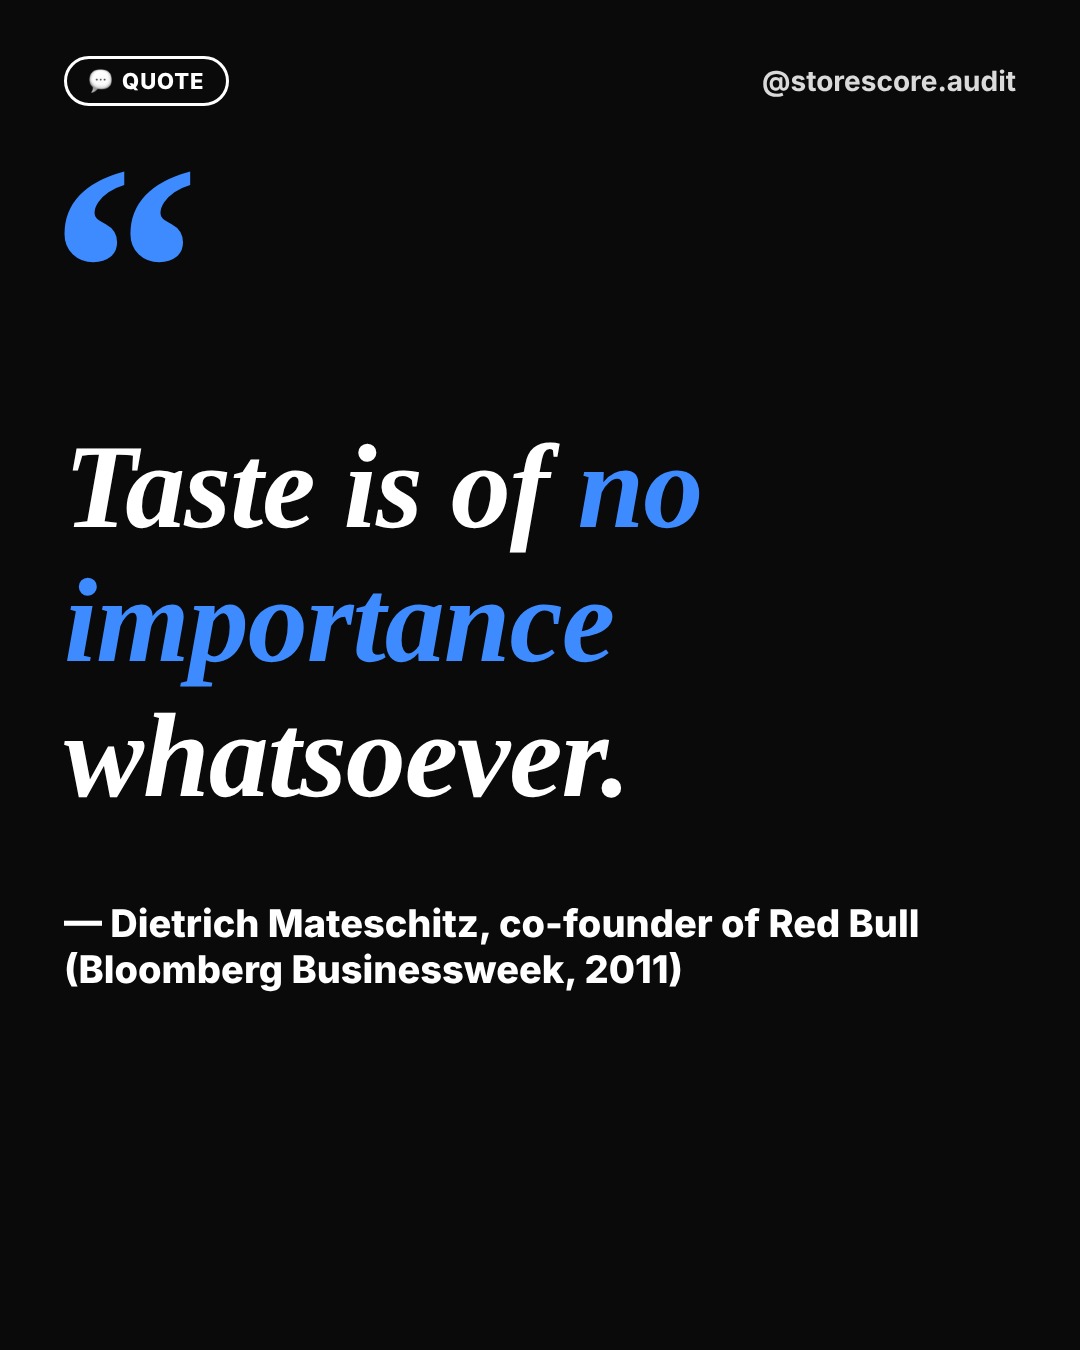 💬 QUOTE
@storescore.audit
“
Taste is of no
importance
whatsoever.
— Dietrich Mateschitz, co-founder of Red Bull
(Bloomberg Businessweek, 2011)